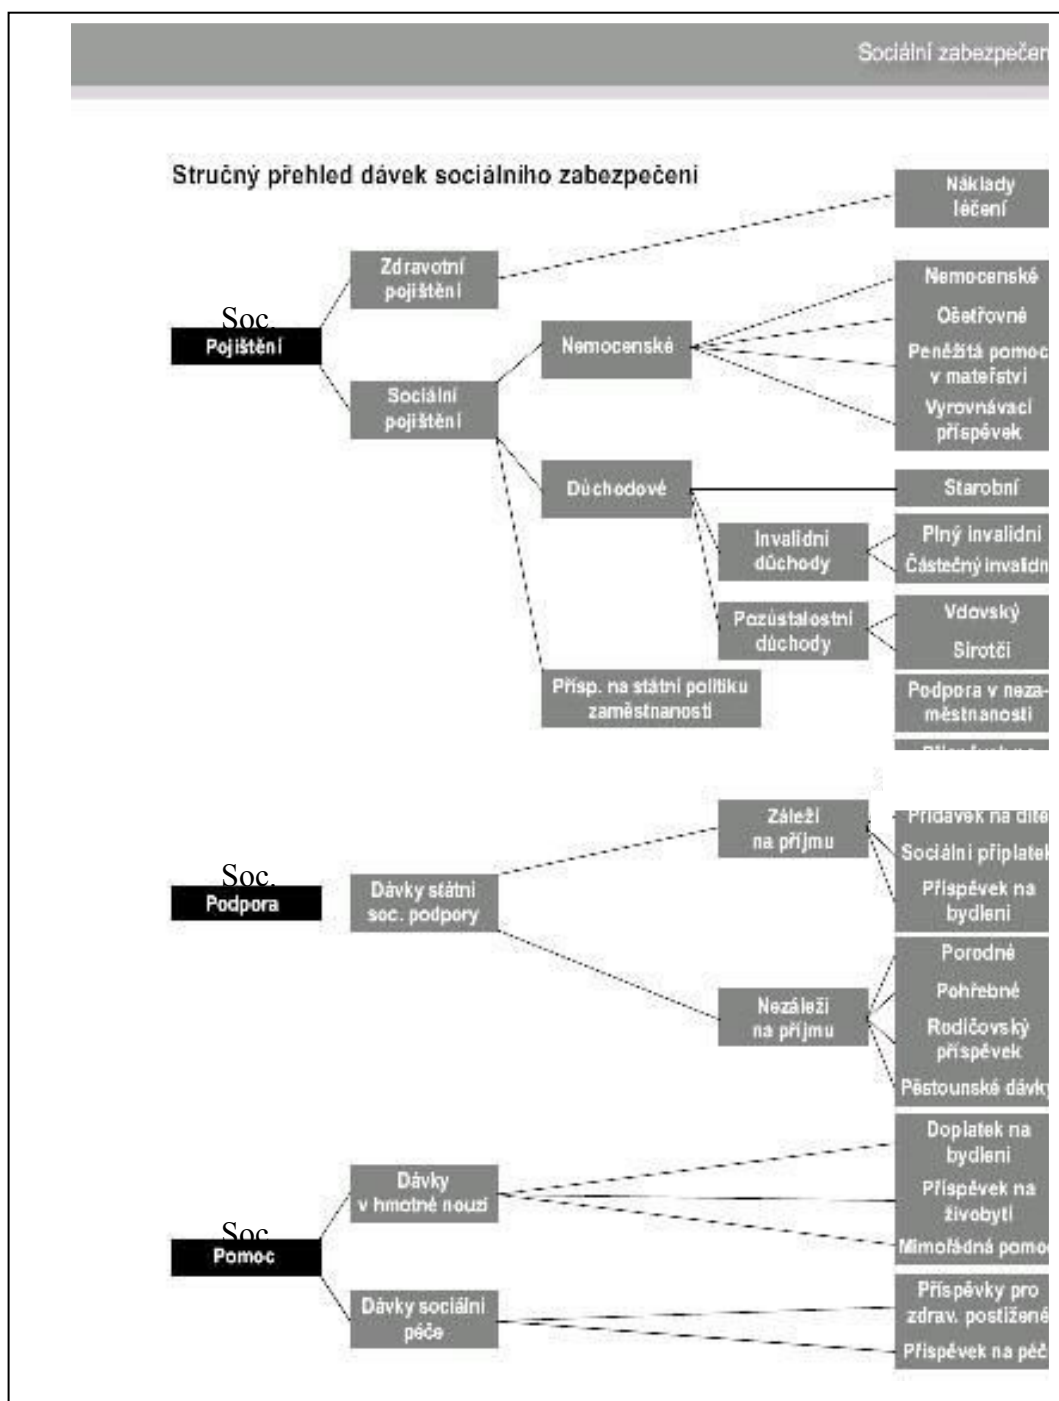 Sociální zabezpečen
Stručný přehled dávek sociálního zabezpečení
Náklady
léčení
Zdravotní
pojištění
Soc.
Pojištění
Sociální
pojištění
Nemocenské
Nemocenské
Ošetřovné
Peněžitá pomoc
v mateřství
Vyrovnávací
příspěvek
Důchodové
Starobní
Invalidní
důchody
Plný invalidní
Částečný invalidn
Pozůstalostní
důchody
Vdovský
Sirotčí
Přísp. na státní politiku
zaměstnanosti
Podpora v neza-
městnanosti
Soc.
Podpora
Dávky státní
soc. podpory
Záleží
na příjmu
Přídavek na dítě
Sociální příplatek
Příspěvek na
bydlení
Nezáleží
na příjmu
Porodné
Pohřebné
Rodičovský
příspěvek
Pěstounské dávky
Soc.
Pomoc
Dávky
v hmotné nouzi
Doplatek na
bydlení
Příspěvek na
živobytí
Mimořádná pomoc
Dávky sociální
péče
Příspěvky pro
zdrav. postižené
Příspěvek na péč